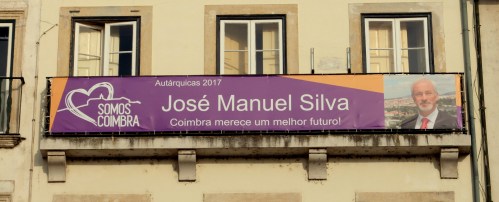 Autárquicas 2017
SOMOS
COIMBRA
José Manuel Silva
Coimbra merece um melhor futuro!